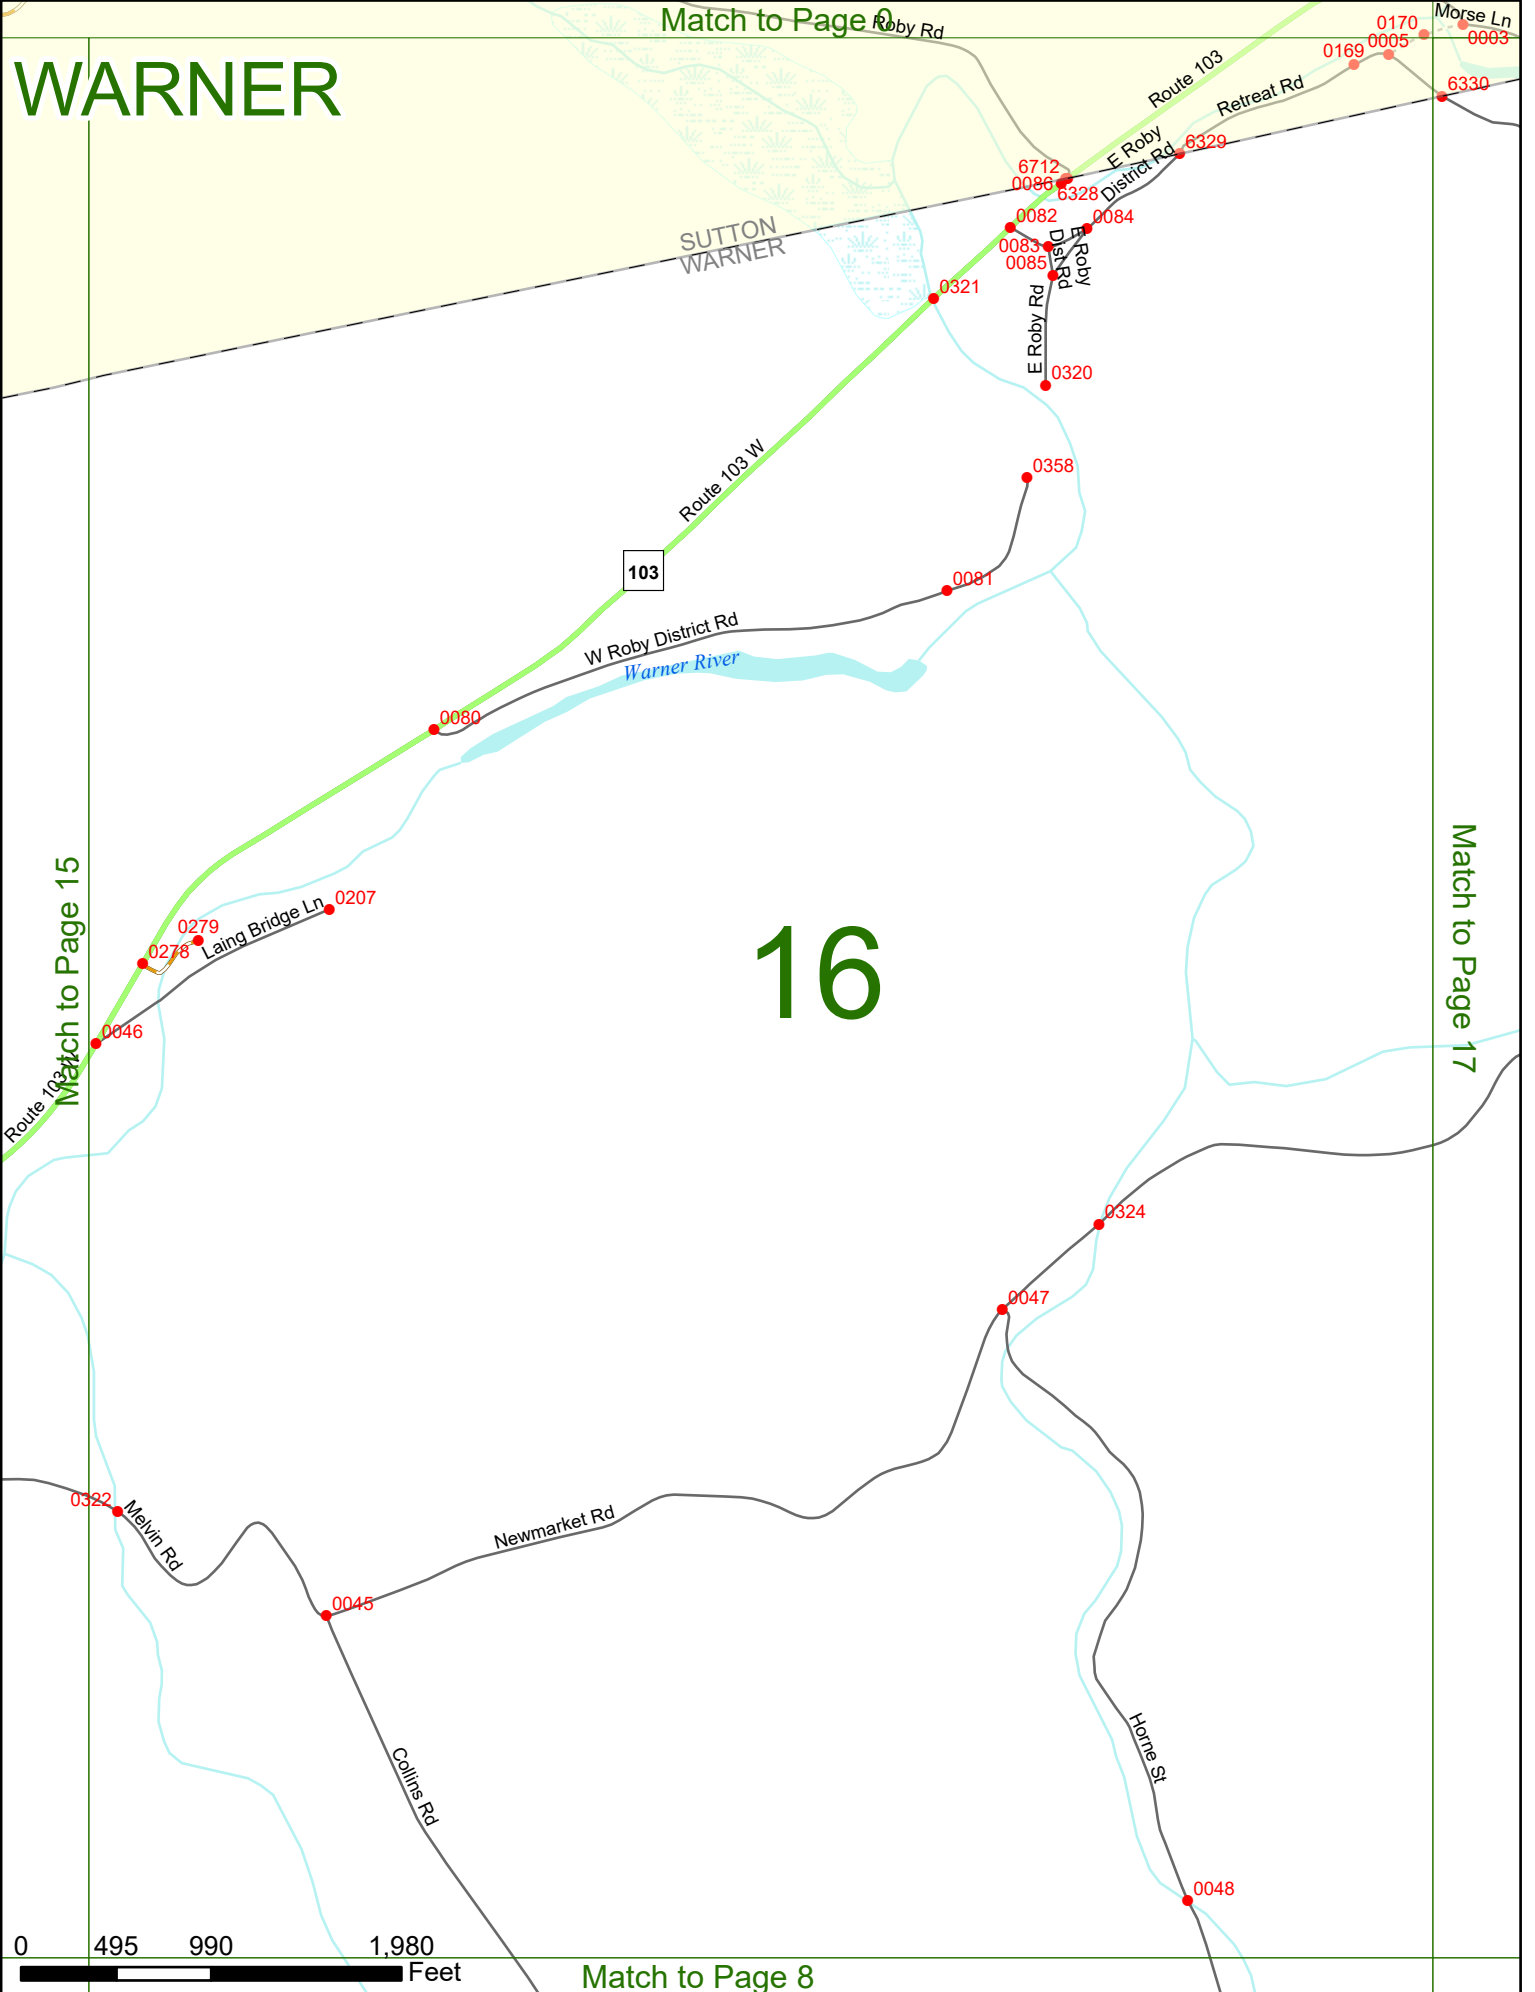 Match to Page 0
Roby Rd
Morse Ln
0170
0003
0005
0169
WARNER
Route 103
Retreat Rd
6330
E Roby
District Rd
6329
6712
0086
6328
0082
0084
SUTTON
WARNER
0083
0085
E Roby
Dist Rd
0321
E Roby Rd
0320
Route 103 W
0358
103
0081
W Roby District Rd
Warner River
0080
Match to Page 15
Match to Page 17
0207
Laing Bridge Ln
0279
0278
16
0046
Route 103 W
0324
0047
0322
Melvin Rd
Newmarket Rd
0045
Collins Rd
Horne St
0048
0 495 990 1,980
Feet
Match to Page 8